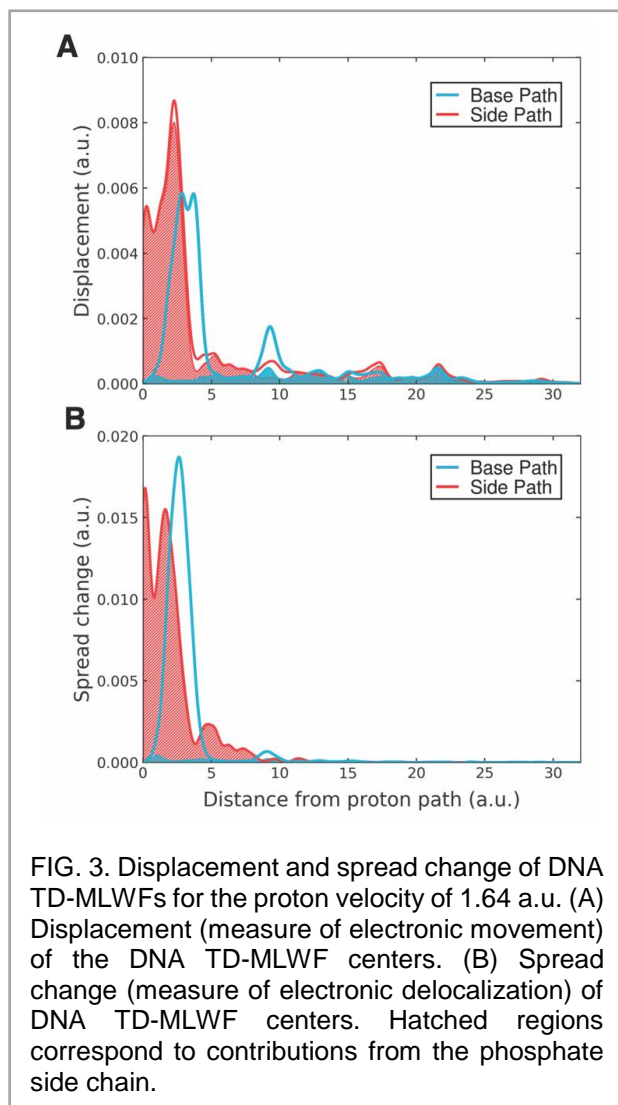 A
0.010
0.008
0.006
0.004
0.002
0.000
Displacement (a.u.)
Base Path
Side Path
0 5 10 15 20 25 30
B
0.020
0.015
0.010
0.005
0.000
Spread change (a.u.)
Base Path
Side Path
0 5 10 15 20 25 30
Distance from proton path (a.u.)
FIG. 3. Displacement and spread change of DNA
TD-MLWFs for the proton velocity of 1.64 a.u. (A)
Displacement (measure of electronic movement)
of the DNA TD-MLWF centers. (B) Spread
change (measure of electronic delocalization) of
DNA TD-MLWF centers. Hatched regions
correspond to contributions from the phosphate
side chain.